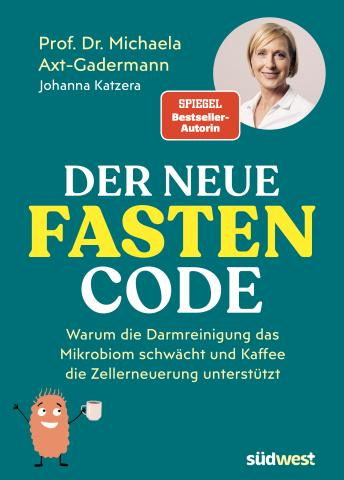 Prof. Dr. Michaela
Axt-Gadermann
Johanna Katzera
SPIEGEL
Bestseller-
Autorin
DER NEUE
FASTEN
CODE
Warum die Darmreinigung das
Mikrobiom schwächt und Kaffee
die Zellerneuerung unterstützt
südwest